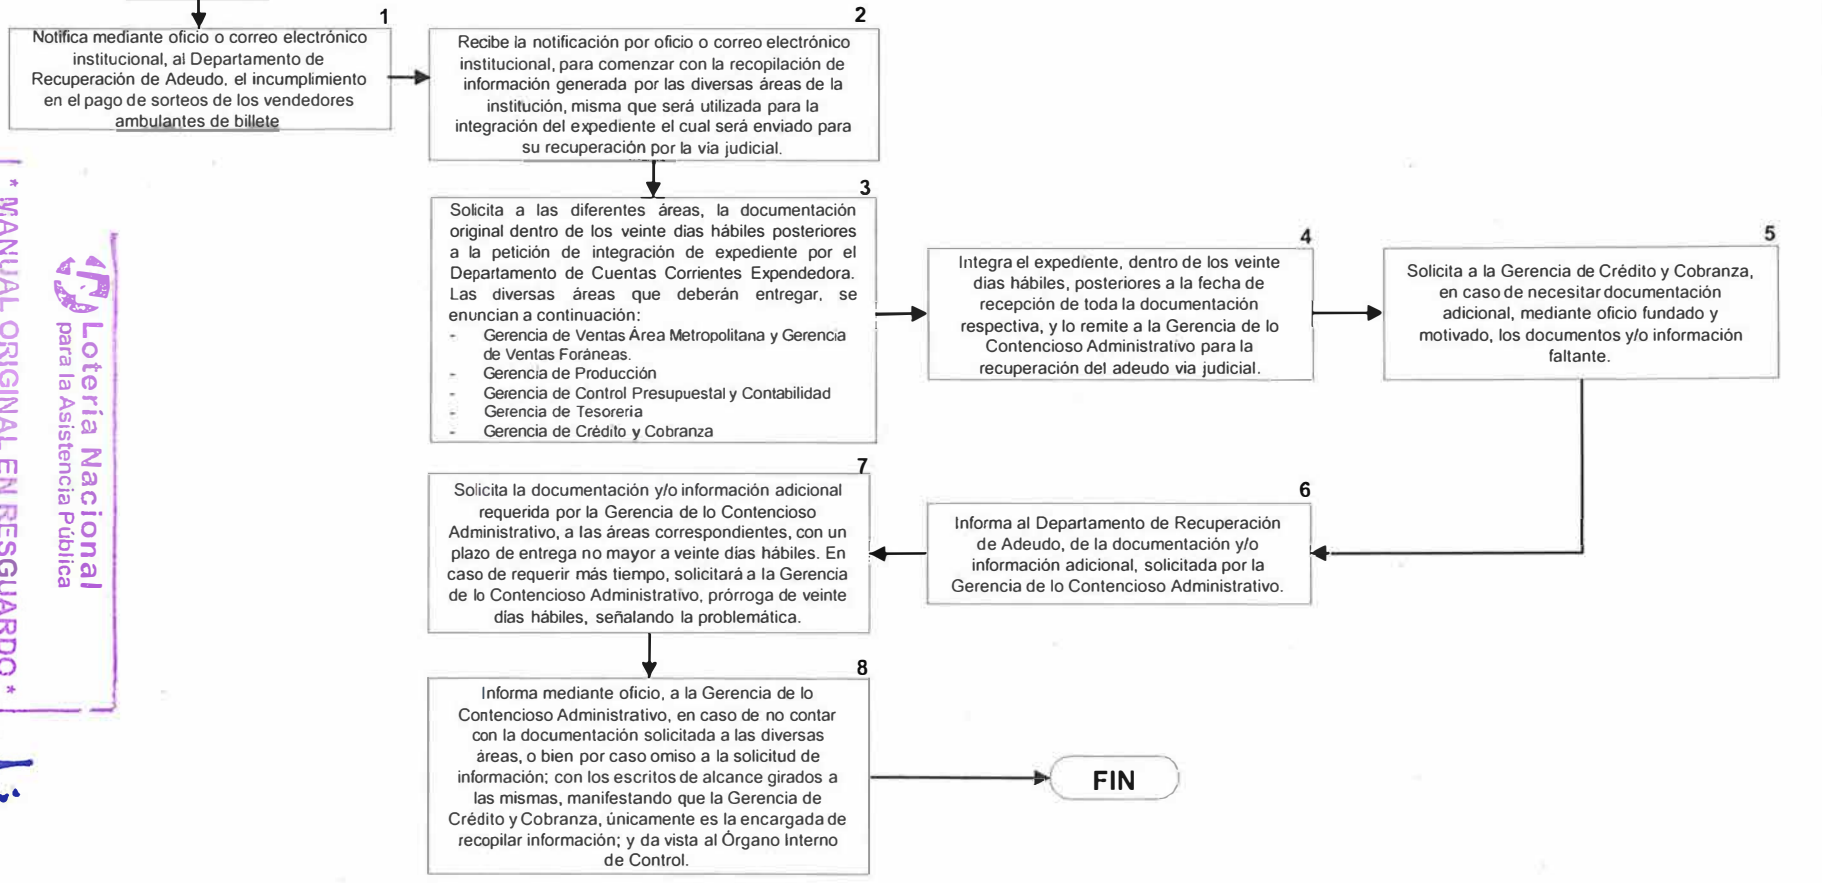 1
Notifica mediante oficio o correo electrónico
institucional, al Departamento de
Recuperación de Adeudo, el incumplimiento
en el pago de sorteos de los vendedores
ambulantes de billete
2
Recibe la notificación por oficio o correo electrónico
institucional, para comenzar con la recopilación de
información generada por las diversas áreas de la
institución, misma que será utilizada para la
integración del expediente el cual será enviado para
su recuperación por la via judicial.
3
Solicita a las diferentes áreas, la documentación
original dentro de los veinte días hábiles posteriores
a la petición de integración de expediente por el
Departamento de Cuentas Corrientes Expendedora.
Las diversas áreas que deberán entregar, se
enuncian a continuación:
- Gerencia de Ventas Área Metropolitana y Gerencia
de Ventas Foráneas.
- Gerencia de Producción
- Gerencia de Control Presupuestal y Contabilidad
- Gerencia de Tesorería
- Gerencia de Crédito y Cobranza
4
Integra el expediente, dentro de los veinte
días hábiles, posteriores a la fecha de
recepción de toda la documentación
respectiva, y lo remite a la Gerencia de lo
Contencioso Administrativo para la
recuperación del adeudo via judicial.
5
Solicita a la Gerencia de Crédito y Cobranza,
en caso de necesitar documentación
adicional, mediante oficio fundado y
motivado, los documentos y/o información
faltante.
6
Informa al Departamento de Recuperación
de Adeudo, de la documentación y/o
información adicional, solicitada por la
Gerencia de lo Contencioso Administrativo.
7
Solicita la documentación y/o información adicional
requerida por la Gerencia de lo Contencioso
Administrativo, a las áreas correspondientes, con un
plazo de entrega no mayor a veinte días hábiles. En
caso de requerir más tiempo, solicitará a la Gerencia
de lo Contencioso Administrativo, prórroga de veinte
días hábiles, señalando la problemática.
8
Informa mediante oficio, a la Gerencia de lo
Contencioso Administrativo, en caso de no contar
con la documentación solicitada a las diversas
áreas, o bien por caso omiso a la solicitud de
información; con los escritos de alcance girados a
las mismas, manifestando que la Gerencia de
Crédito y Cobranza, únicamente es la encargada de
recopilar información; y da vista al Órgano Interno
de Control.
FIN
Lotería Nacional
para la Asistencia Pública
* MANUAL ORIGINAL EN RESGUARDO *